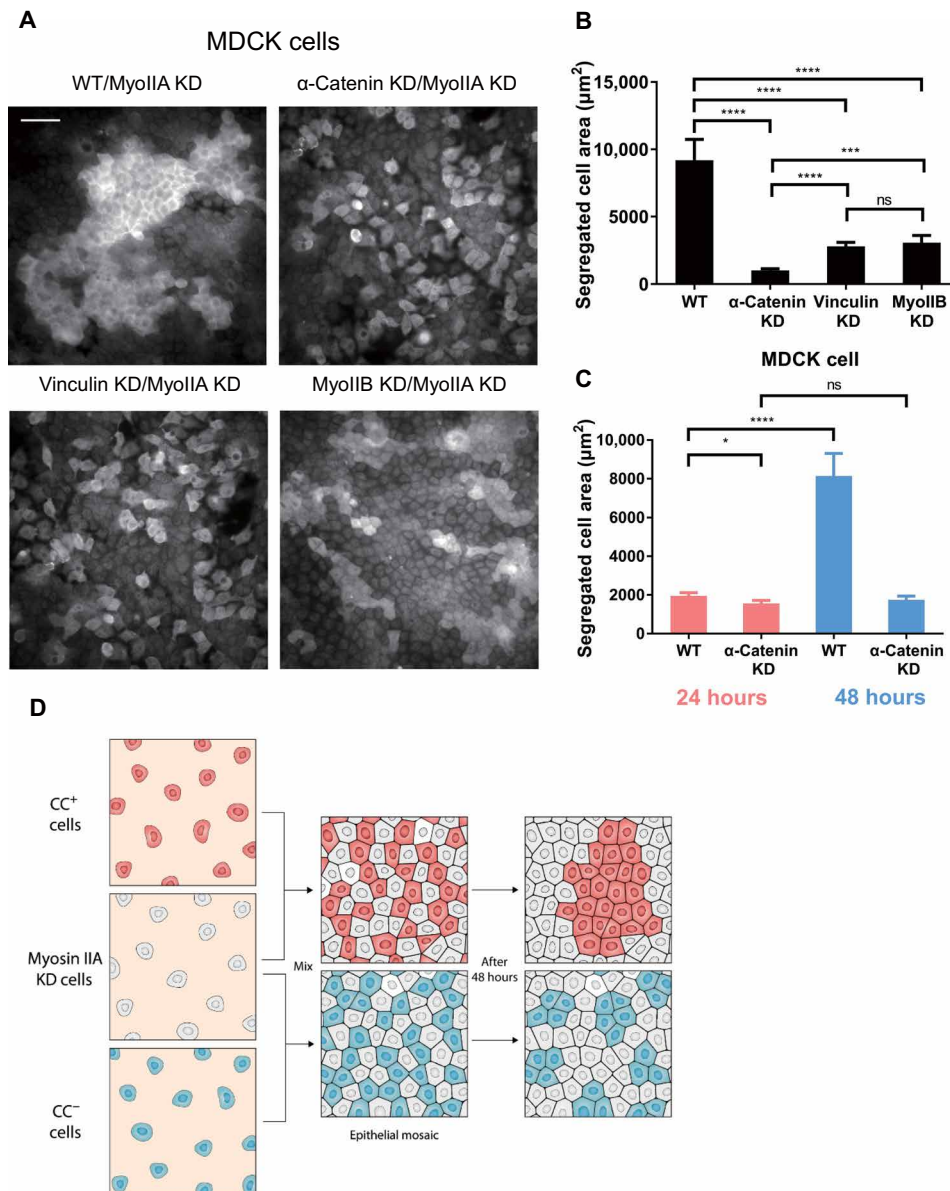 A
MDCK cells
WT/MyoIIA KD
α-Catenin KD/MyoIIA KD
Vinculin KD/MyoIIA KD
MyoIIB KD/MyoIIA KD
B
Segregated cell area (µm²)
15,000
10,000
5000
0
****
****
****
***
****
ns
WT
α-Catenin KD
Vinculin KD
MyoIIB KD
MDCK cell
C
Segregated cell area (µm²)
10,000
8000
6000
4000
2000
0
ns
****
*
WT
α-Catenin KD
WT
α-Catenin KD
24 hours
48 hours
D
CC⁺
cells
Myosin IIA
KD cells
CC⁻
cells
Mix
After
48 hours
Epithelial mosaic